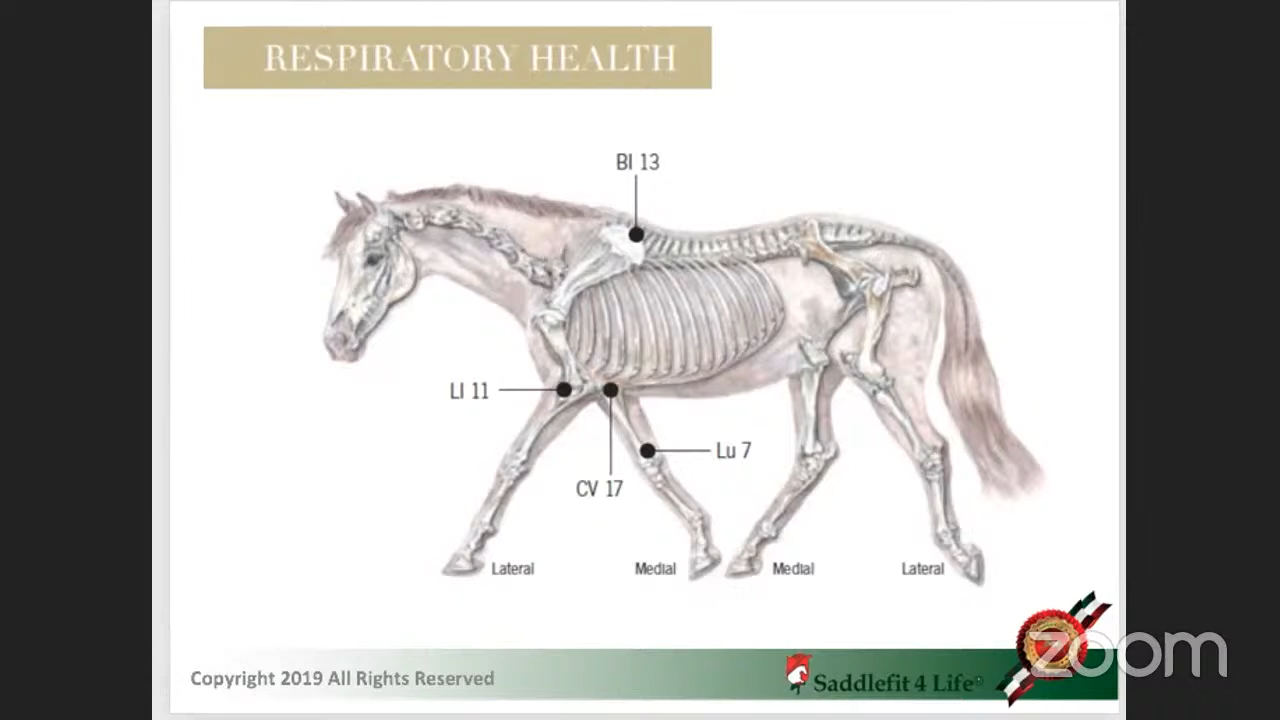 RESPIRATORY HEALTH
Bl 13
LI 11
Lu 7
CV 17
Lateral
Medial
Medial
Lateral
Copyright 2019 All Rights Reserved
Saddlefit 4 Life®
zoom